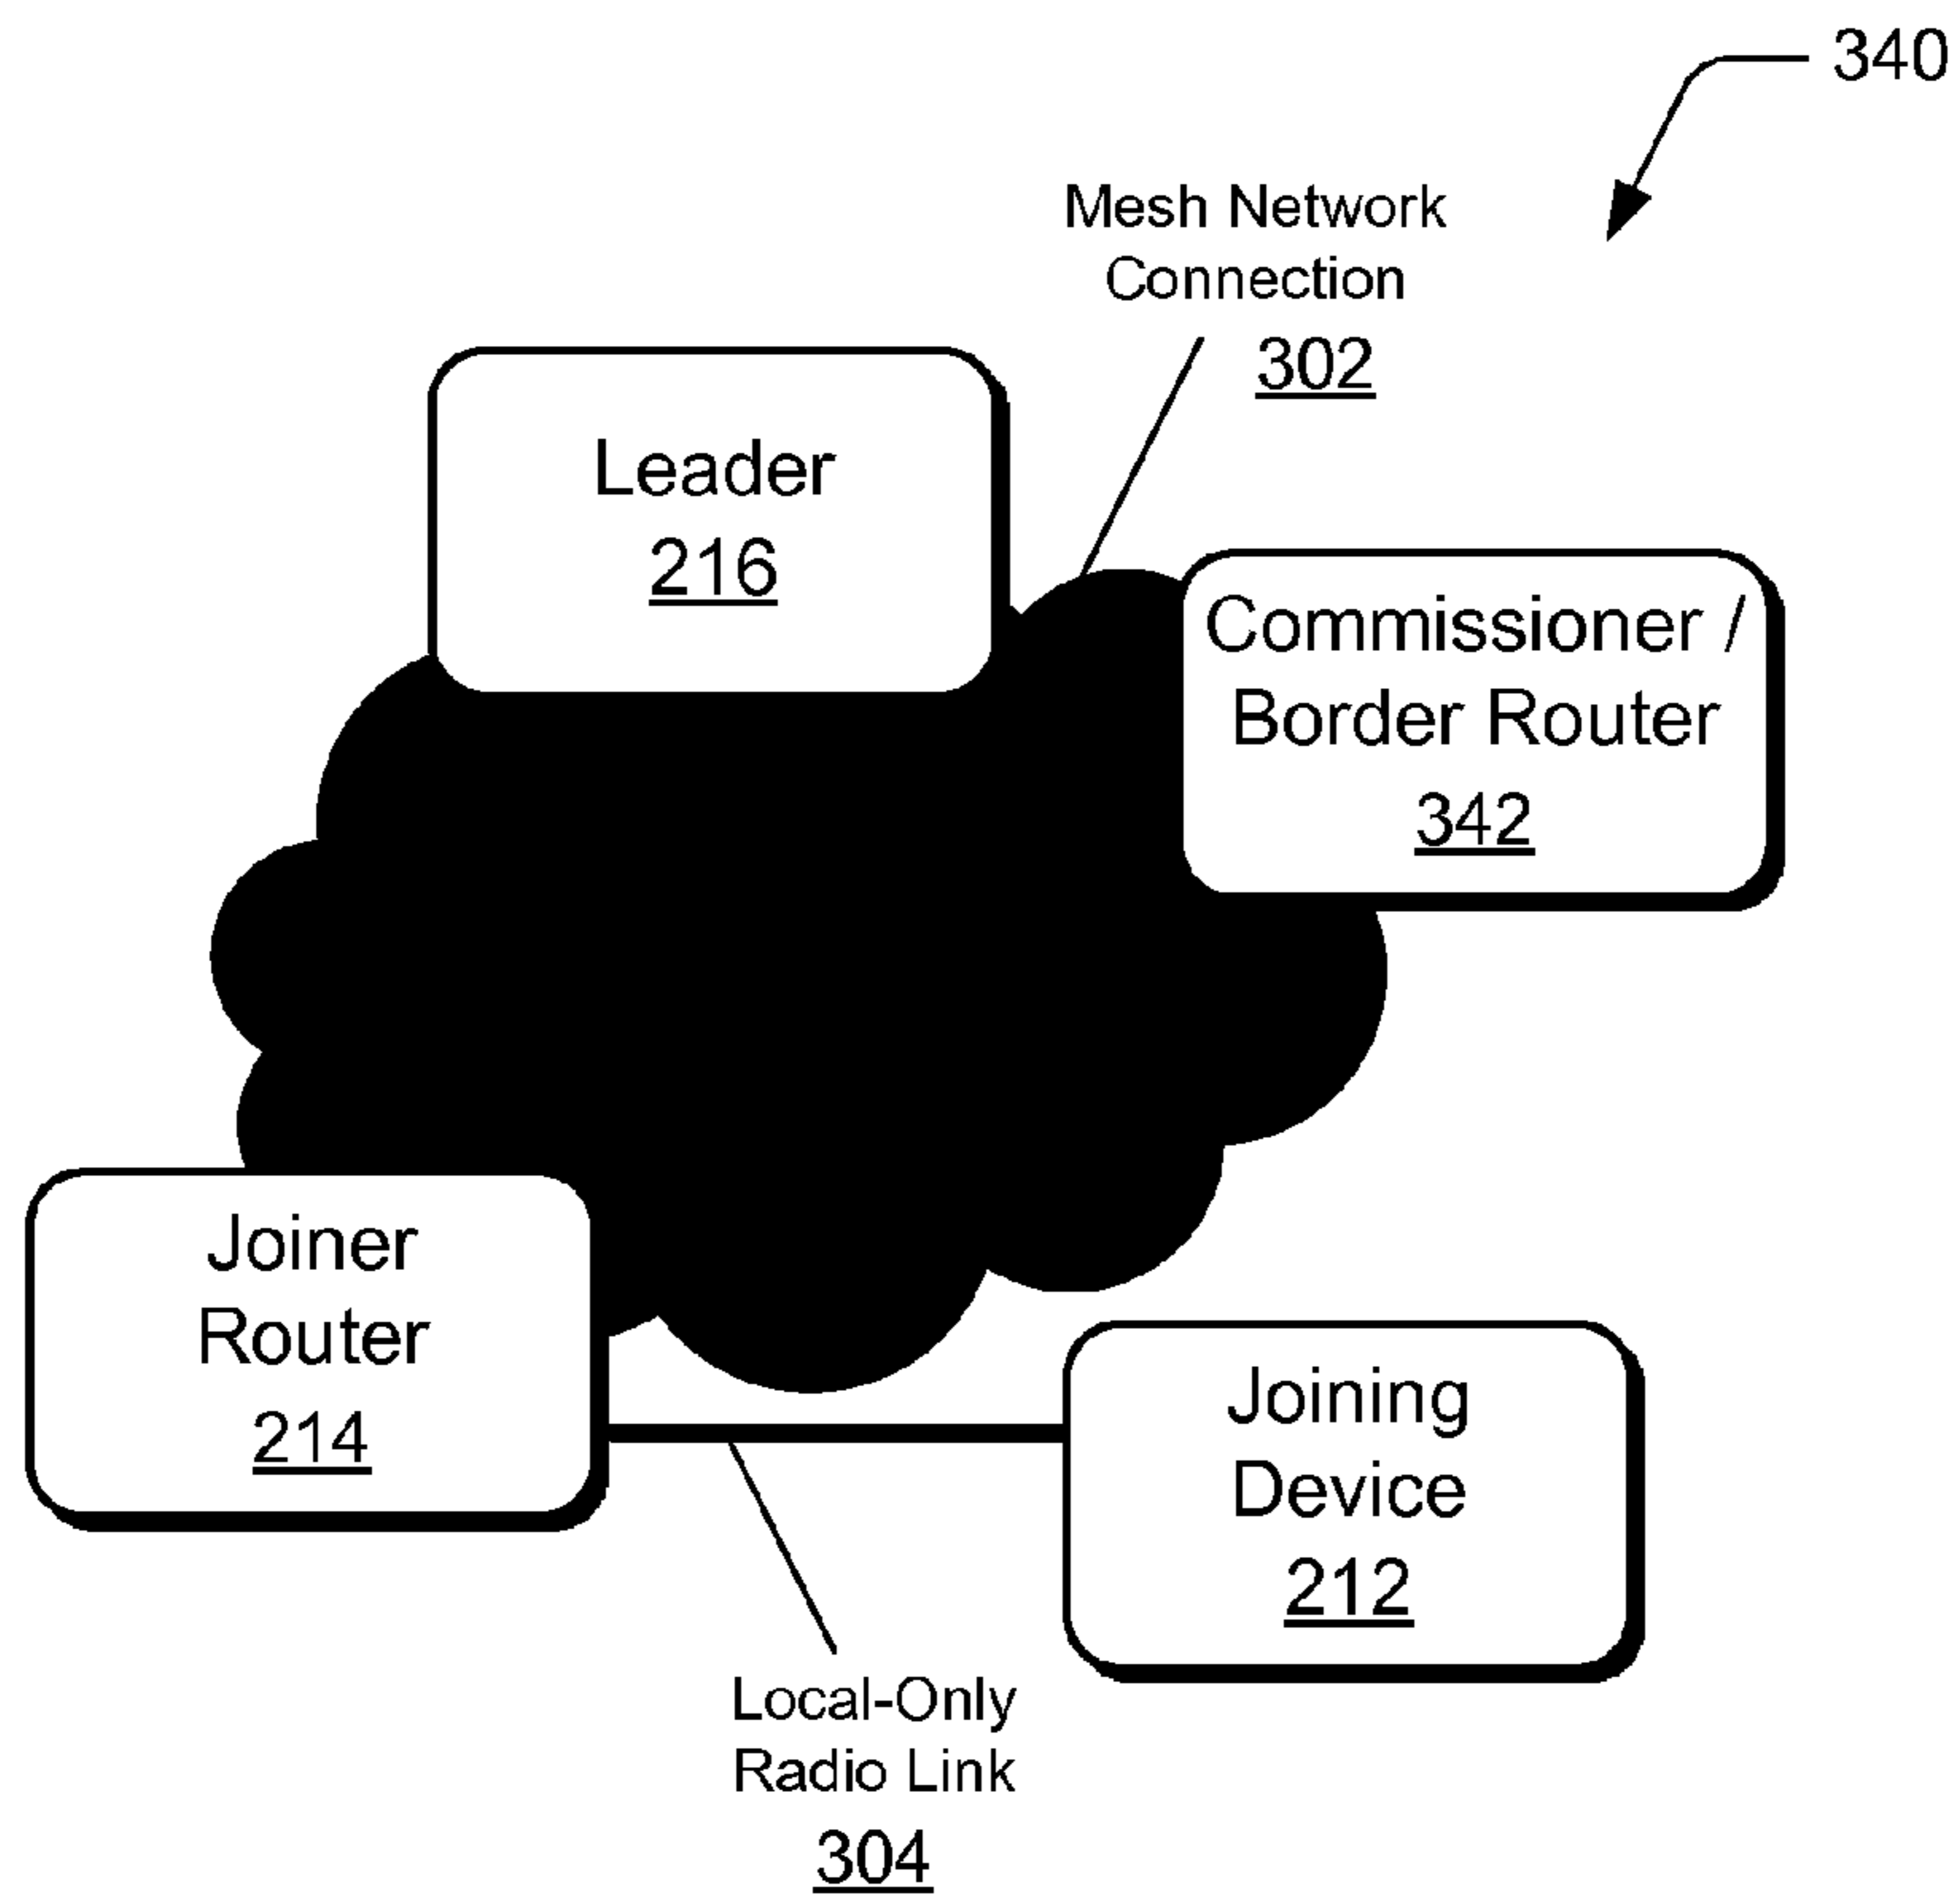 340
Mesh Network
Connection
302
Leader
216
Commissioner /
Border Router
342
Joiner
Router
214
Joining
Device
212
Local-Only
Radio Link
304